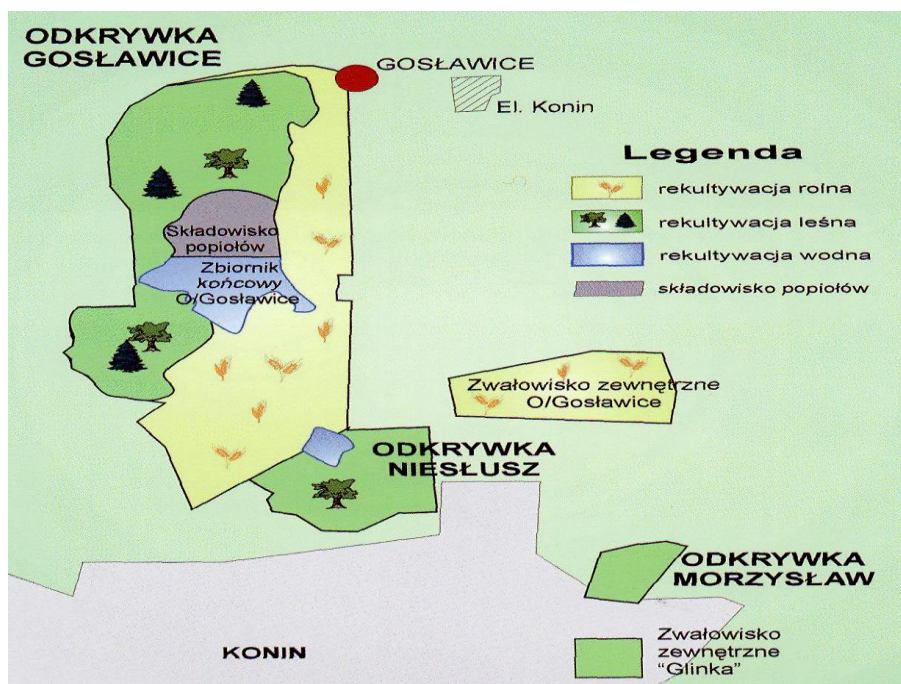 ODKRYWKA
GOSŁAWICE
GOSŁAWICE
El. Konin
Legenda
rekultywacja rolna
rekultywacja leśna
rekultywacja wodna
składowisko popiołów
Składowisko
popiołów
Zbiornik
końcowy
O/Gosławice
Zwałowisko zewnętrzne
O/Gosławice
ODKRYWKA
NIESŁUSZ
ODKRYWKA
MORZYSŁAW
KONIN
Zwałowisko
zewnętrzne
"Glinka"